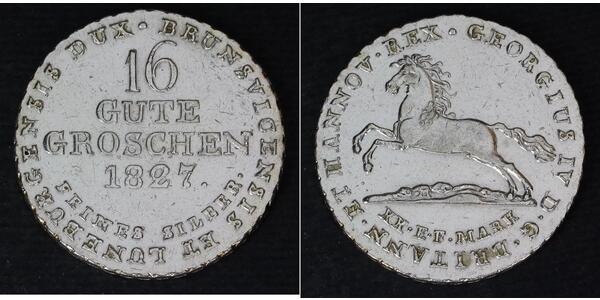 BRUNSVICENSIS ET LUNEBURGENSIS DUX ·
16
GUTE
GROSCHEN
1827.
FEINES SILBER.
GEORGIUS IV D.G. BRITANN · ET HANNOV · REX ·
XX · E · F · MARK